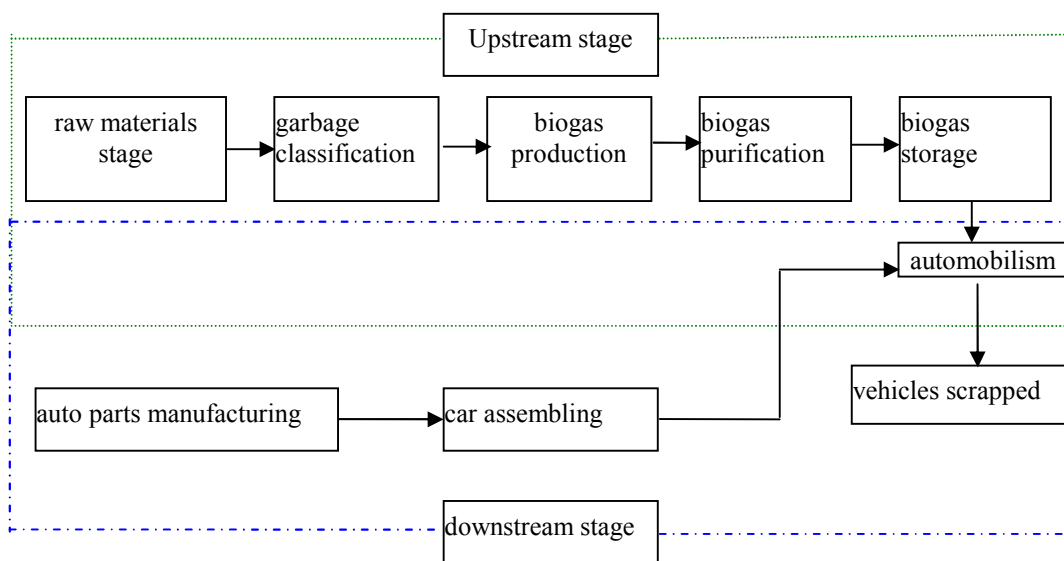 Upstream stage
raw materials
stage
garbage
classification
biogas
production
biogas
purification
biogas
storage
automobilism
auto parts manufacturing
car assembling
vehicles scrapped
downstream stage